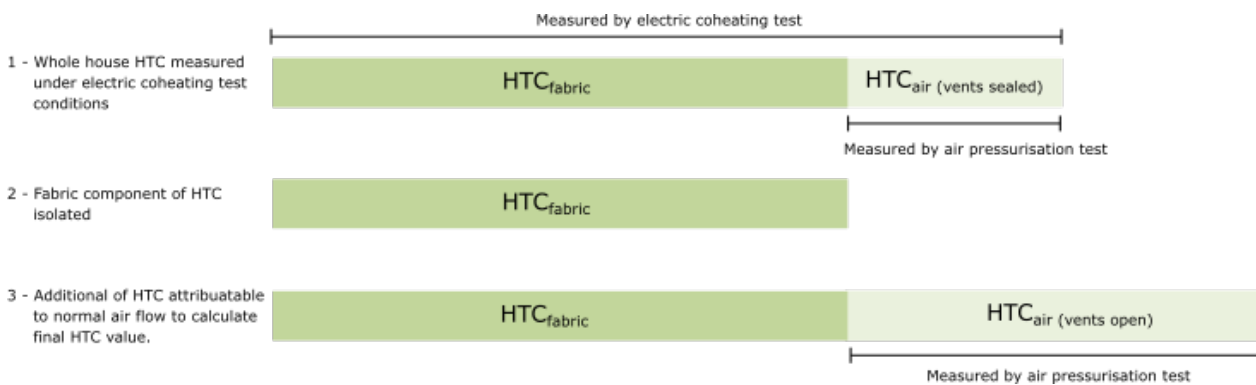 Measured by electric coheating test
1 - Whole house HTC measured
under electric coheating test
conditions
HTCfabric
HTCair (vents sealed)
Measured by air pressurisation test
2 - Fabric component of HTC
isolated
HTCfabric
3 - Additional of HTC attribuatable
to normal air flow to calculate
final HTC value.
HTCfabric
HTCair (vents open)
Measured by air pressurisation test